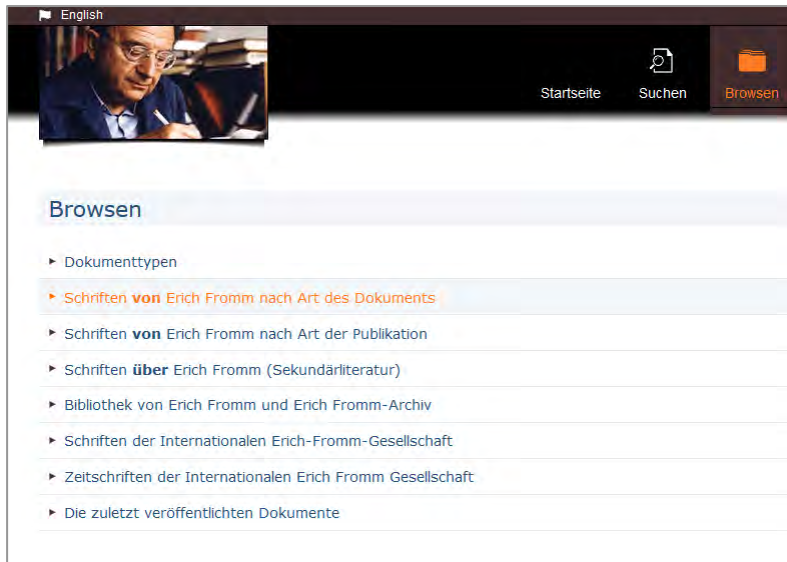 English
Startseite
Suchen
Browsen
Browsen
Dokumenttypen
Schriften von Erich Fromm nach Art des Dokuments
Schriften von Erich Fromm nach Art der Publikation
Schriften über Erich Fromm (Sekundärliteratur)
Bibliothek von Erich Fromm und Erich Fromm-Archiv
Schriften der Internationalen Erich-Fromm-Gesellschaft
Zeitschriften der Internationalen Erich Fromm Gesellschaft
Die zuletzt veröffentlichten Dokumente